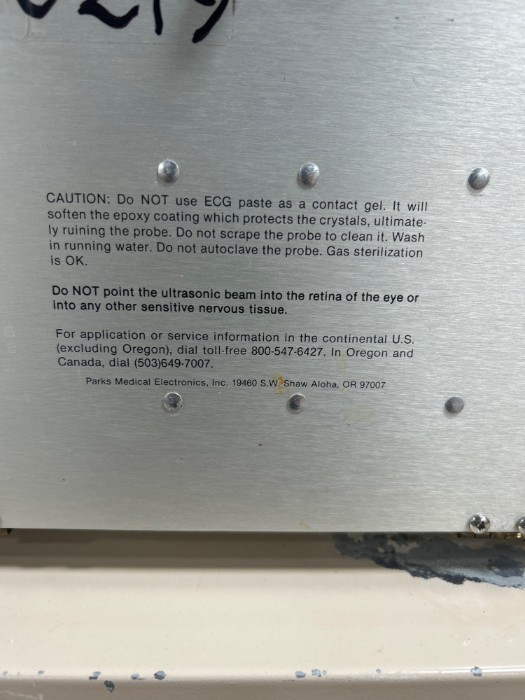 CAUTION: Do NOT use ECG paste as a contact gel. It will
soften the epoxy coating which protects the crystals, ultimate-
ly ruining the probe. Do not scrape the probe to clean it. Wash
in running water. Do not autoclave the probe. Gas sterilization
is OK.
Do NOT point the ultrasonic beam into the retina of the eye or
into any other sensitive nervous tissue.
For application or service information in the continental U.S.
(excluding Oregon), dial toll-free 800-547-6427. In Oregon and
Canada, dial (503)649-7007.
Parks Medical Electronics, Inc. 19460 S.W. Shaw Aloha, OR 97007